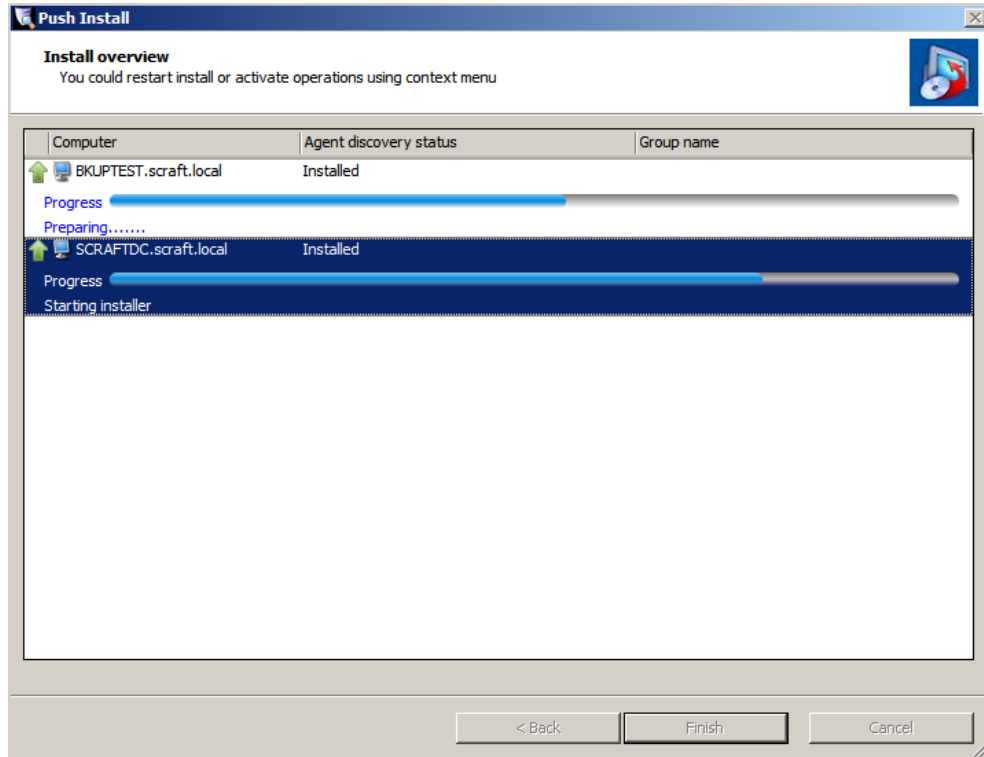 Push Install
Install overview
You could restart install or activate operations using context menu
Computer Agent discovery status Group name
BKUPTEST.scraft.local Installed
Progress
Preparing.......
SCRAFTDC.scraft.local Installed
Progress
Starting installer
< Back Finish Cancel